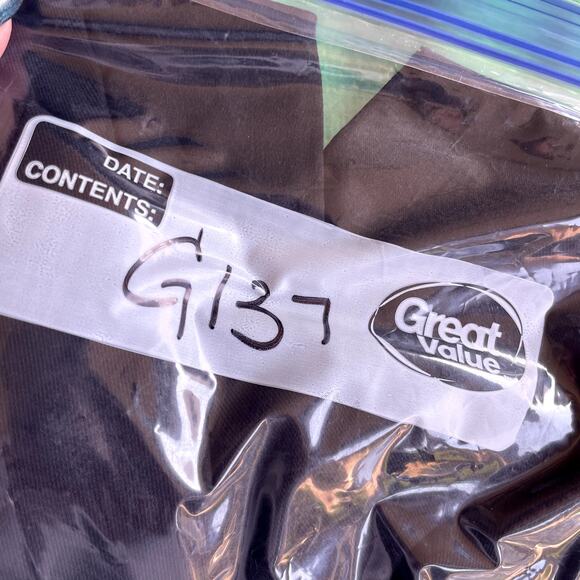 DATE:
CONTENTS:
G137
Great
Value